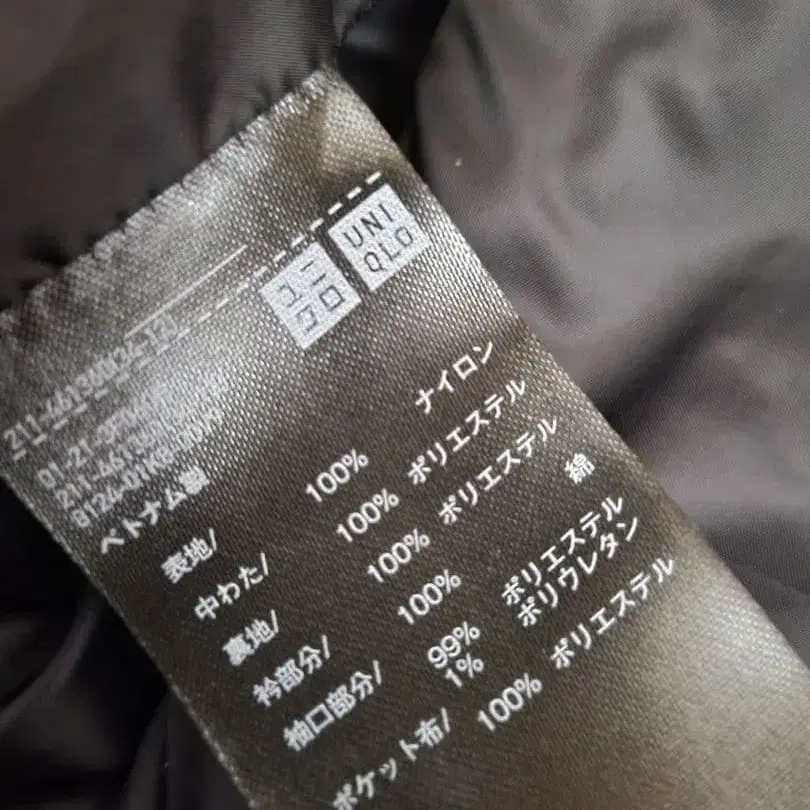 ユニ
クロ
UNI
QLO
ベトナム製
表地/ 100% ナイロン
中わた/ 100% ポリエステル
裏地/ 100% ポリエステル
衿部分/ 100% 綿
袖口部分/ 99% ポリエステル
1% ポリウレタン
ポケット布/ 100% ポリエステル